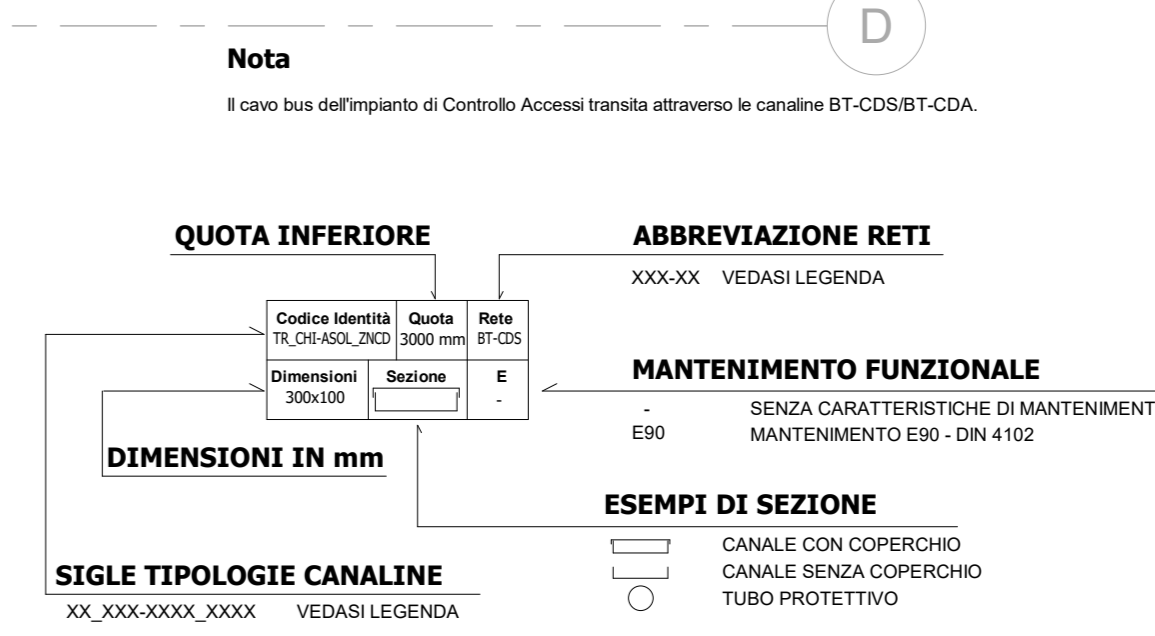 D
Nota
Il cavo bus dell'impianto di Controllo Accessi transita attraverso le canaline BT-CDS/BT-CDA.
QUOTA INFERIORE
ABBREVIAZIONE RETI
XXX-XX VEDASI LEGENDA
Codice Identità Quota Rete
TR_CHI-ASOL_ZNCD 3000 mm BT-CDS
Dimensioni Sezione E
300x100 -
MANTENIMENTO FUNZIONALE
- SENZA CARATTERISTICHE DI MANTENIMENT
E90 MANTENIMENTO E90 - DIN 4102
DIMENSIONI IN mm
ESEMPI DI SEZIONE
CANALE CON COPERCHIO
CANALE SENZA COPERCHIO
TUBO PROTETTIVO
SIGLE TIPOLOGIE CANALINE
XX_XXX-XXXX_XXXX VEDASI LEGENDA